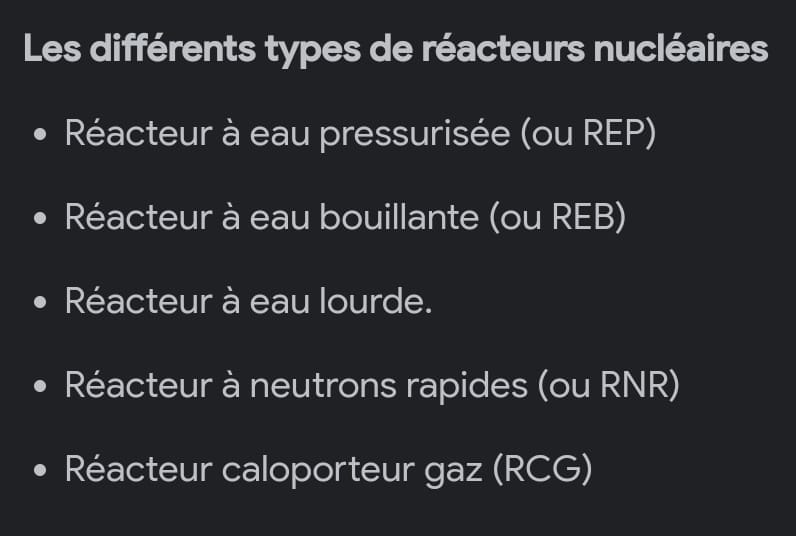 Les différents types de réacteurs nucléaires
• Réacteur à eau pressurisée (ou REP)
• Réacteur à eau bouillante (ou REB)
• Réacteur à eau lourde.
• Réacteur à neutrons rapides (ou RNR)
• Réacteur caloporteur gaz (RCG)